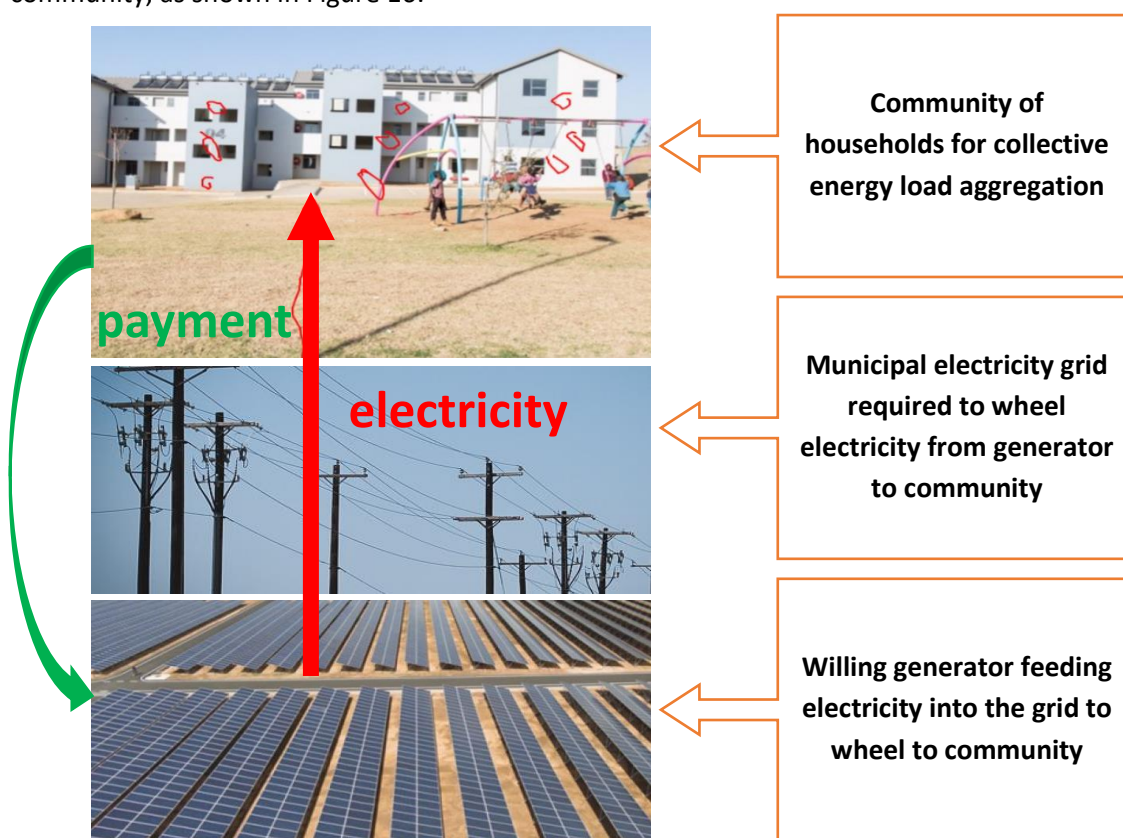 community, as shown in Figure 16.
Community of
households for collective
energy load aggregation
payment
electricity
Municipal electricity grid
required to wheel
electricity from generator
to community
Willing generator feeding
electricity into the grid to
wheel to community